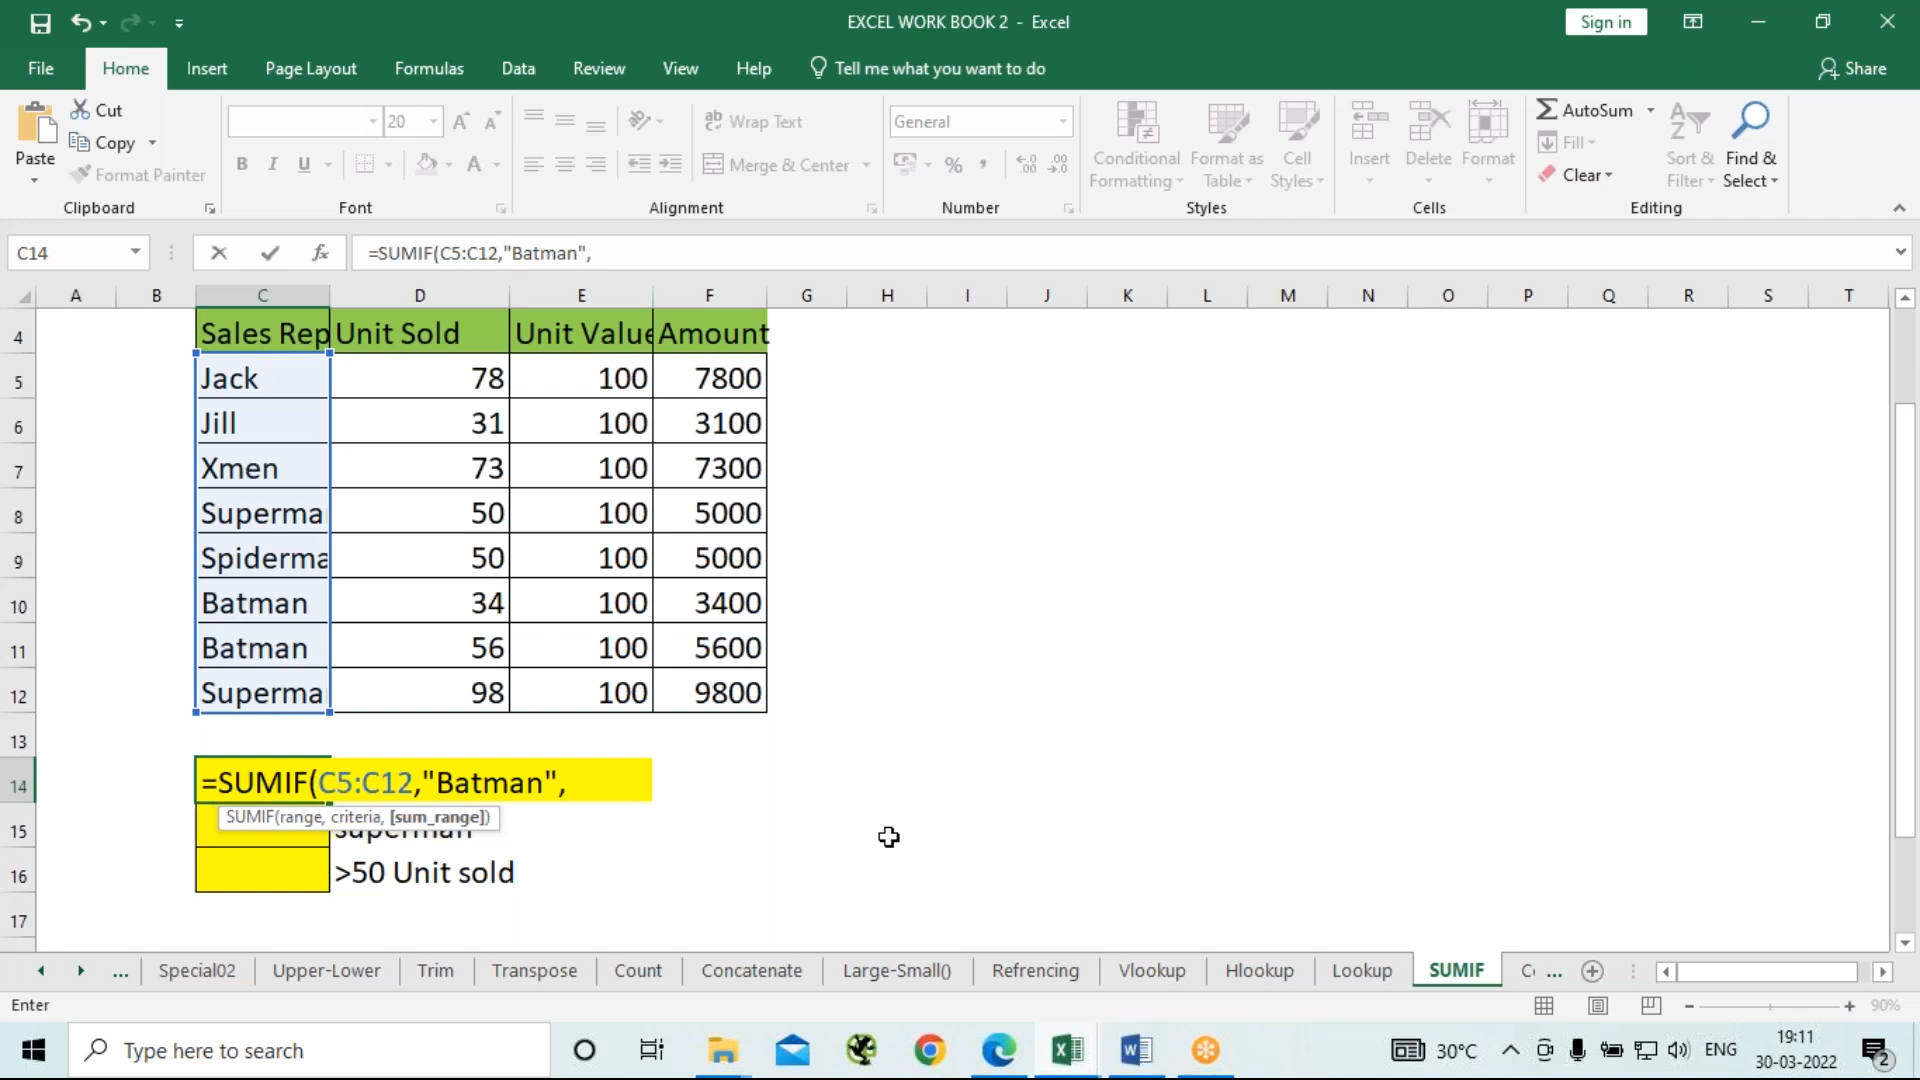 EXCEL WORK BOOK 2 - Excel
Sign in
File Home Insert Page Layout Formulas Data Review View Help Tell me what you want to do Share
Paste
Cut
Copy
Format Painter
Clipboard
20
B I U
Font
Wrap Text
Merge & Center
Alignment
General
Number
Conditional Formatting
Format as Table
Cell Styles
Styles
Insert
Delete
Format
Cells
AutoSum
Fill
Clear
Sort & Filter
Find & Select
Editing
C14 fx =SUMIF(C5:C12,"Batman",
A B C D E F G H I J K L M N O P Q R S T
4 Sales Rep Unit Sold Unit Value Amount
5 Jack 78 100 7800
6 Jill 31 100 3100
7 Xmen 73 100 7300
8 Superma 50 100 5000
9 Spiderma 50 100 5000
10 Batman 34 100 3400
11 Batman 56 100 5600
12 Superma 98 100 9800
13
14 =SUMIF(C5:C12,"Batman",
SUMIF(range, criteria, [sum_range])
15 superman
16 >50 Unit sold
17
... Special02 Upper-Lower Trim Transpose Count Concatenate Large-Small() Refrencing Vlookup Hlookup Lookup SUMIF ...
Enter
90%
Type here to search
30°C
ENG
19:11
30-03-2022
2